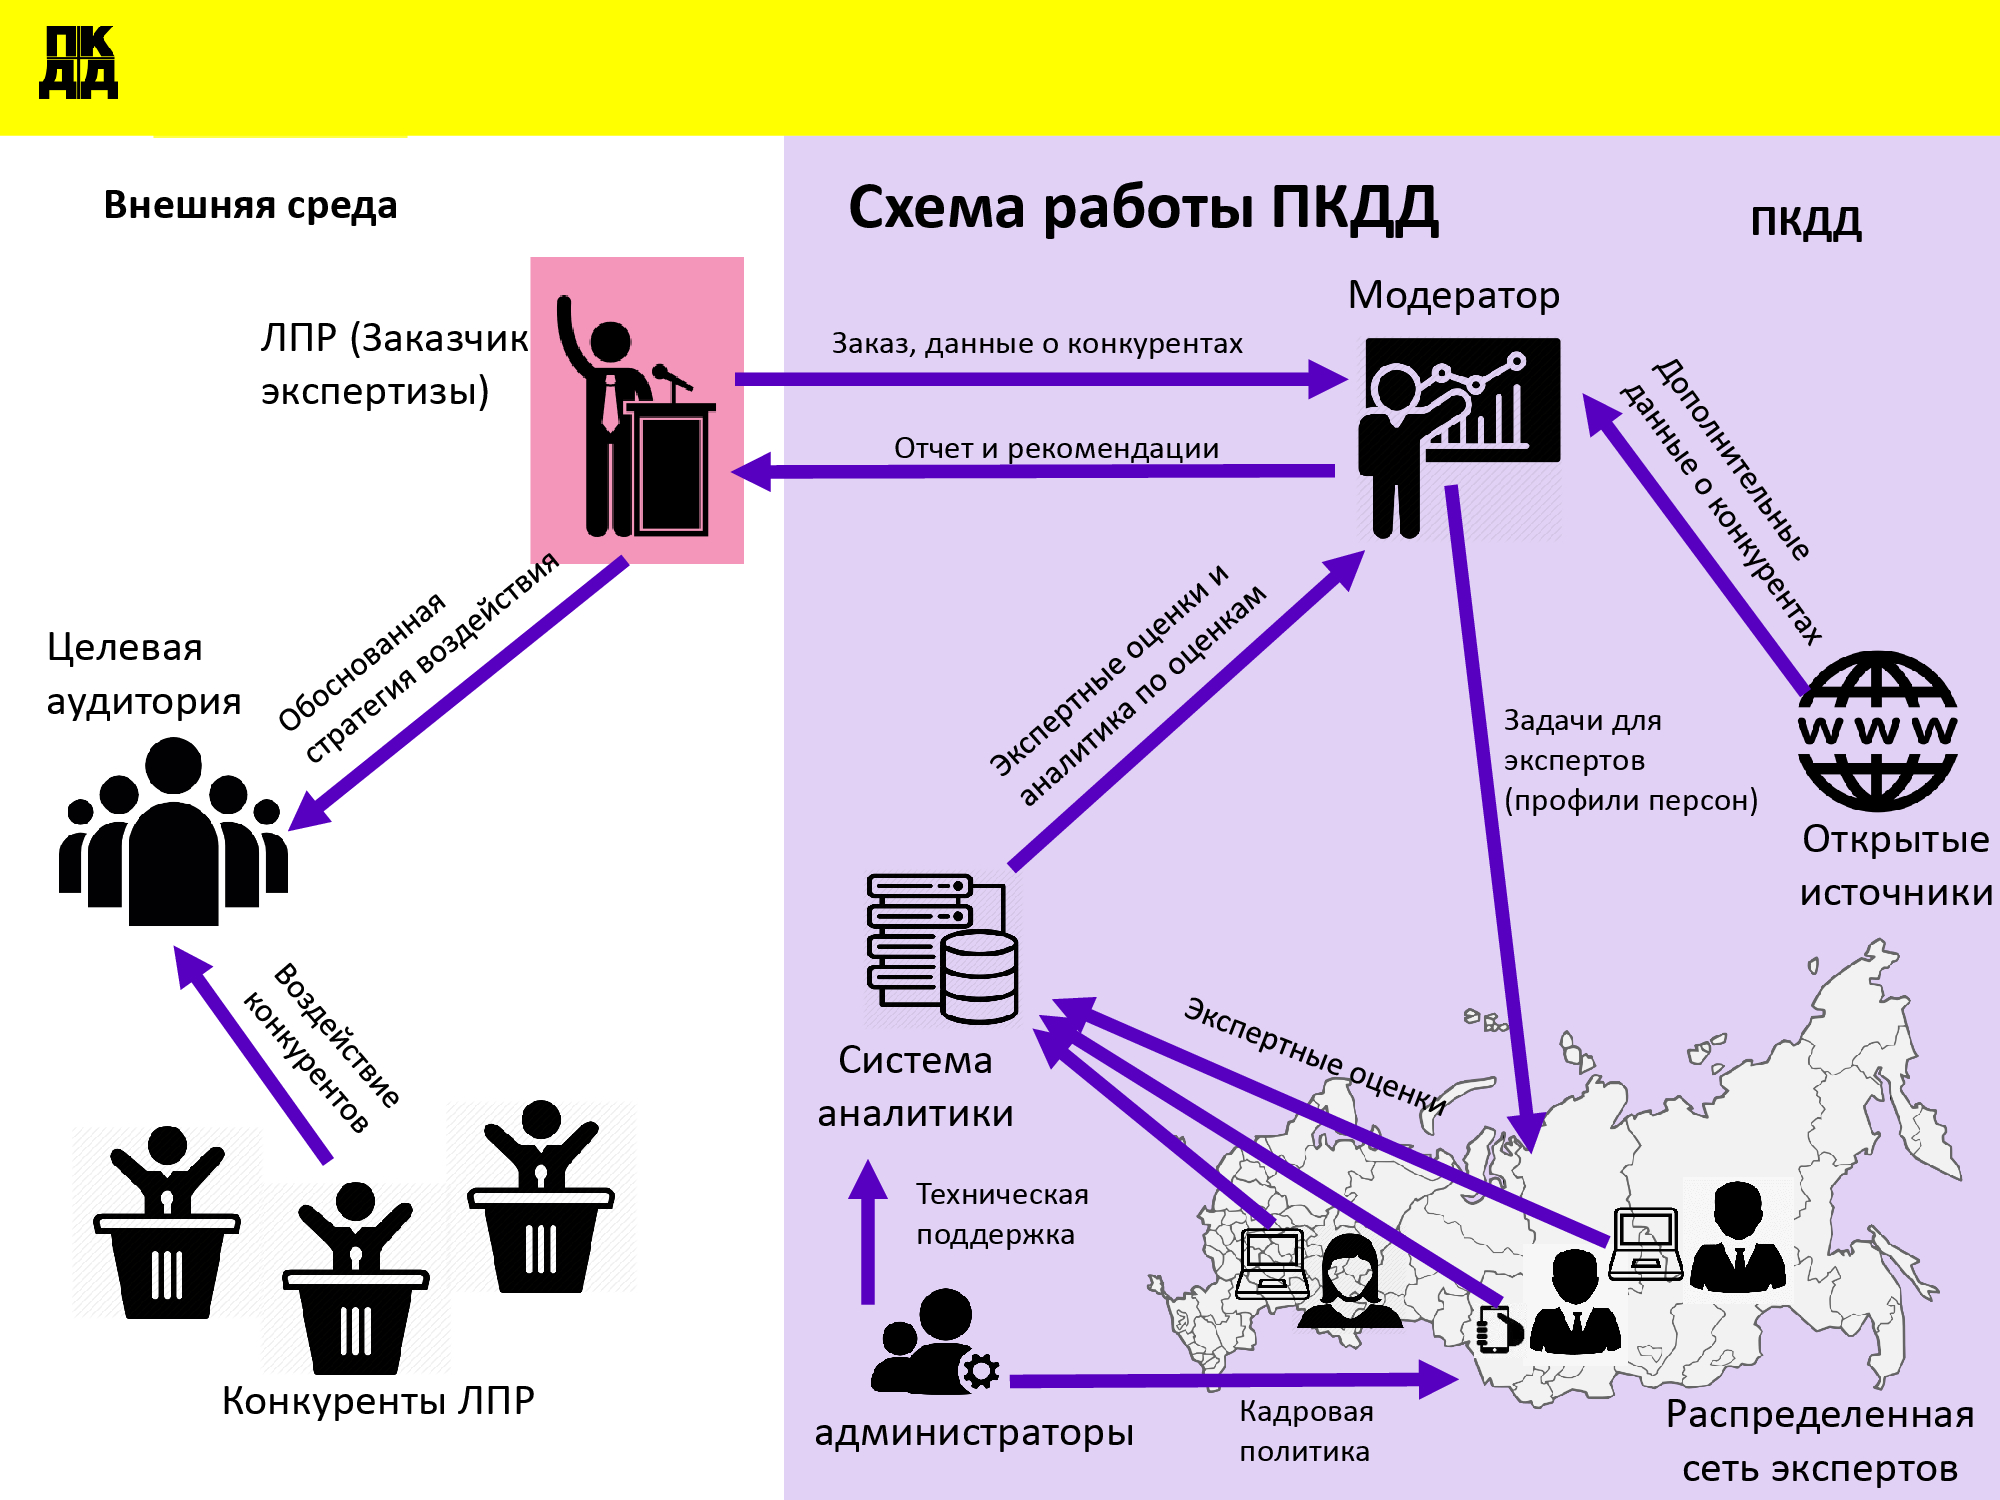 ПК
ДД
Внешняя среда
Схема работы ПКДД
ПКДД
Модератор
ЛПР (Заказчик
экспертизы)
Заказ, данные о конкурентах
Отчет и рекомендации
Дополнительные
данные о конкурентах
Обоснованная
стратегия воздействия
Экспертные оценки и
аналитика по оценкам
Целевая
аудитория
Задачи для
экспертов
(профили персон)
WWW
Открытые
источники
Воздействие
конкурентов
Экспертные оценки
Система
аналитики
Техническая
поддержка
Конкуренты ЛПР
администраторы
Кадровая
политика
Распределенная
сеть экспертов